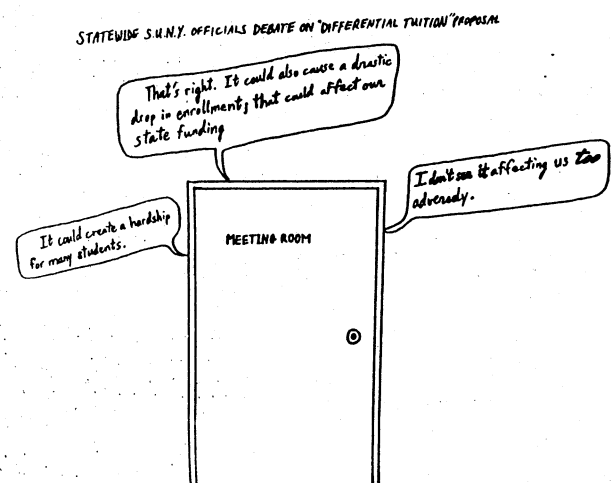 STATEWIDE S.U.N.Y. OFFICIALS DEBATE ON "DIFFERENTIAL TUITION" PROPOSAL
That's right. It could also cause a drastic
drop in enrollment; that could affect our
state funding
I don't see it affecting us too
adversely.
It could create a hardship
for many students.
MEETING ROOM